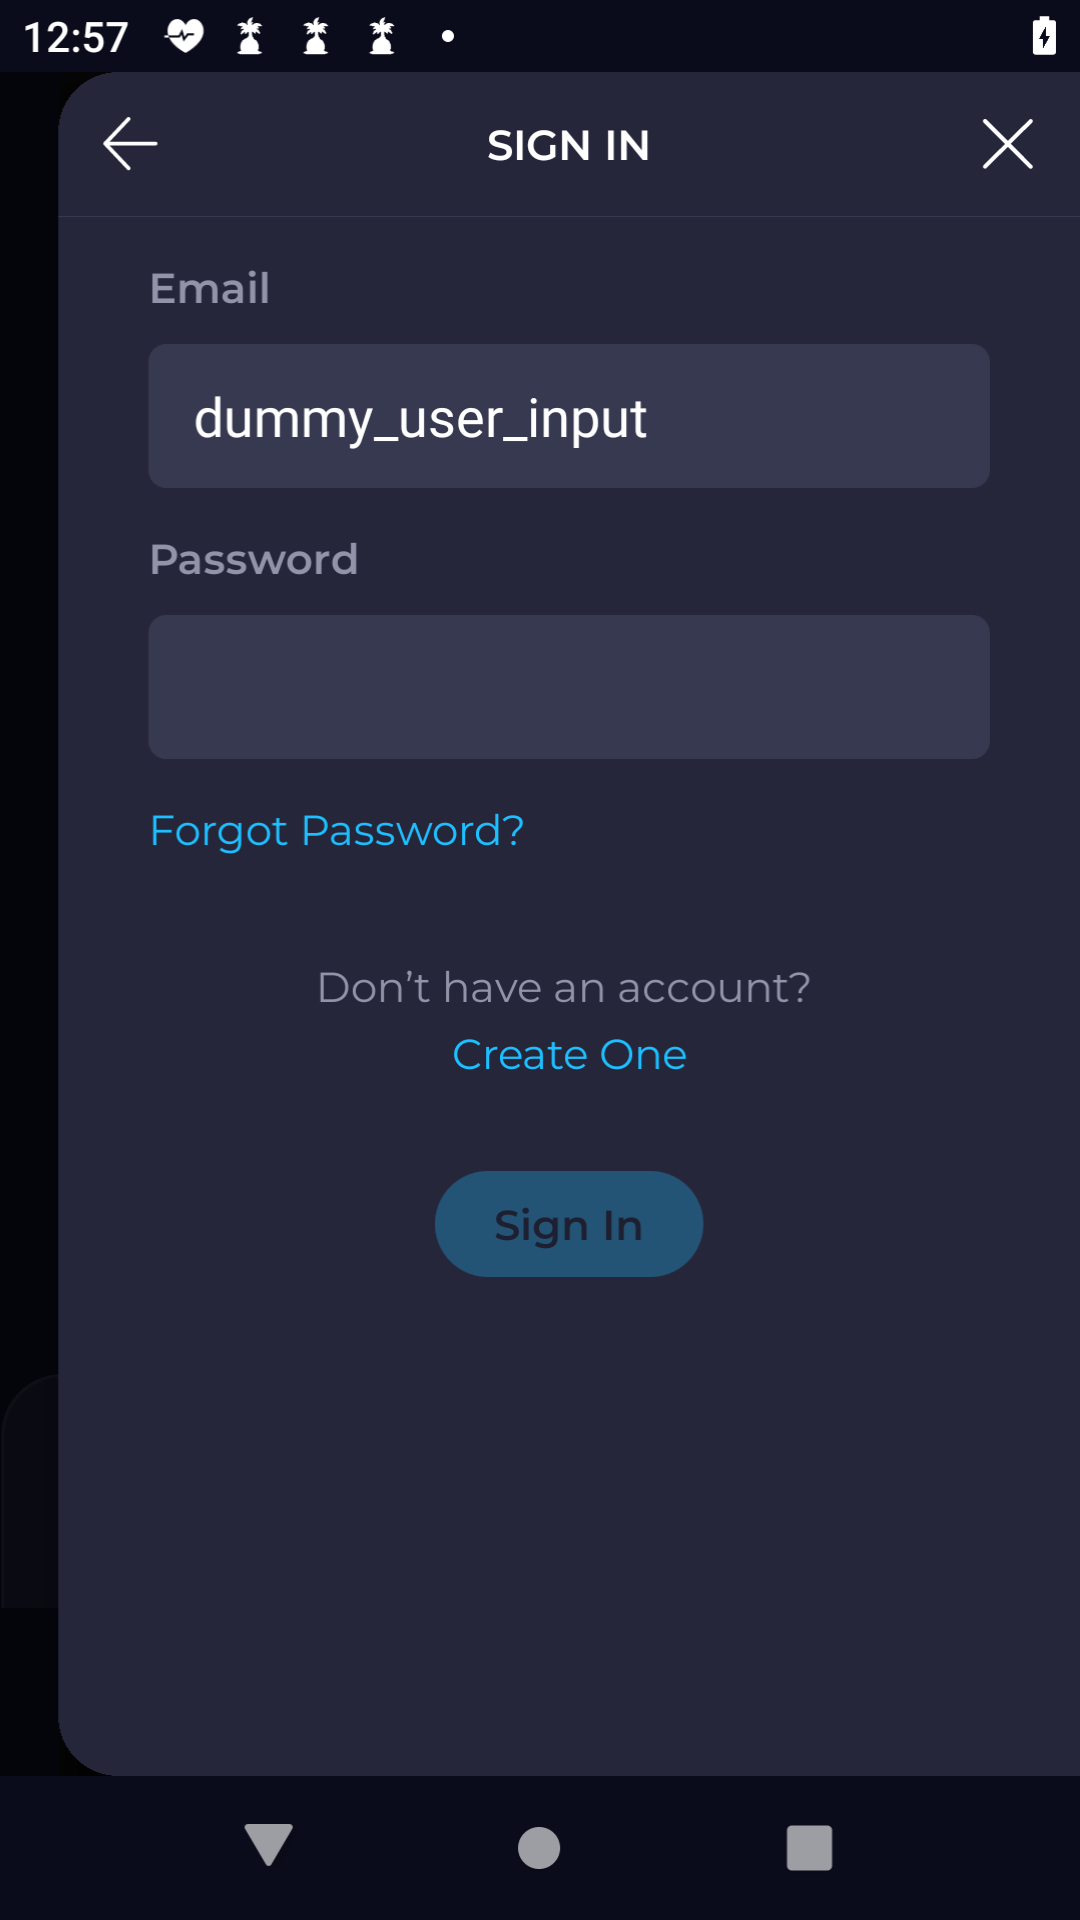 12:57
SIGN IN
Email
dummy_user_input
Password
Forgot Password?
Don’t have an account?
Create One
Sign In